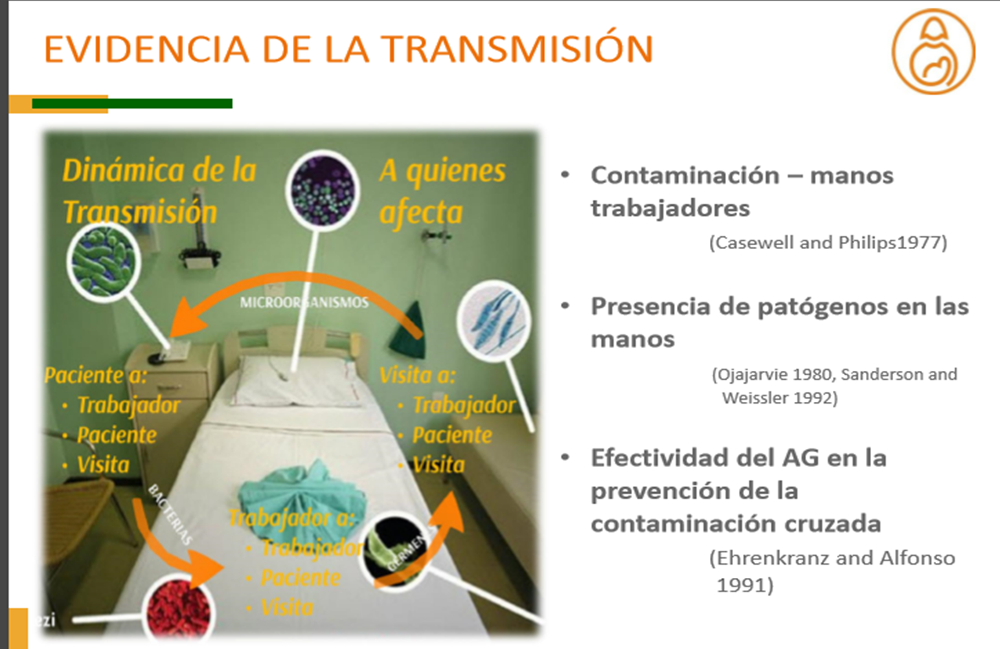 EVIDENCIA DE LA TRANSMISIÓN
Dinámica de la
Transmisión
A quienes
afecta
MICROORGANISMOS
Paciente a:
• Trabajador
• Paciente
• Visita
Visita a:
• Trabajador
• Paciente
• Visita
BACTERIAS
Trabajador a:
• Trabajador
• Paciente
• Visita
ezi
• Contaminación – manos
trabajadores
(Casewell and Philips1977)
• Presencia de patógenos en las
manos
(Ojajarvie 1980, Sanderson and
Weissler 1992)
• Efectividad del AG en la
prevención de la
contaminación cruzada
(Ehrenkranz and Alfonso
1991)